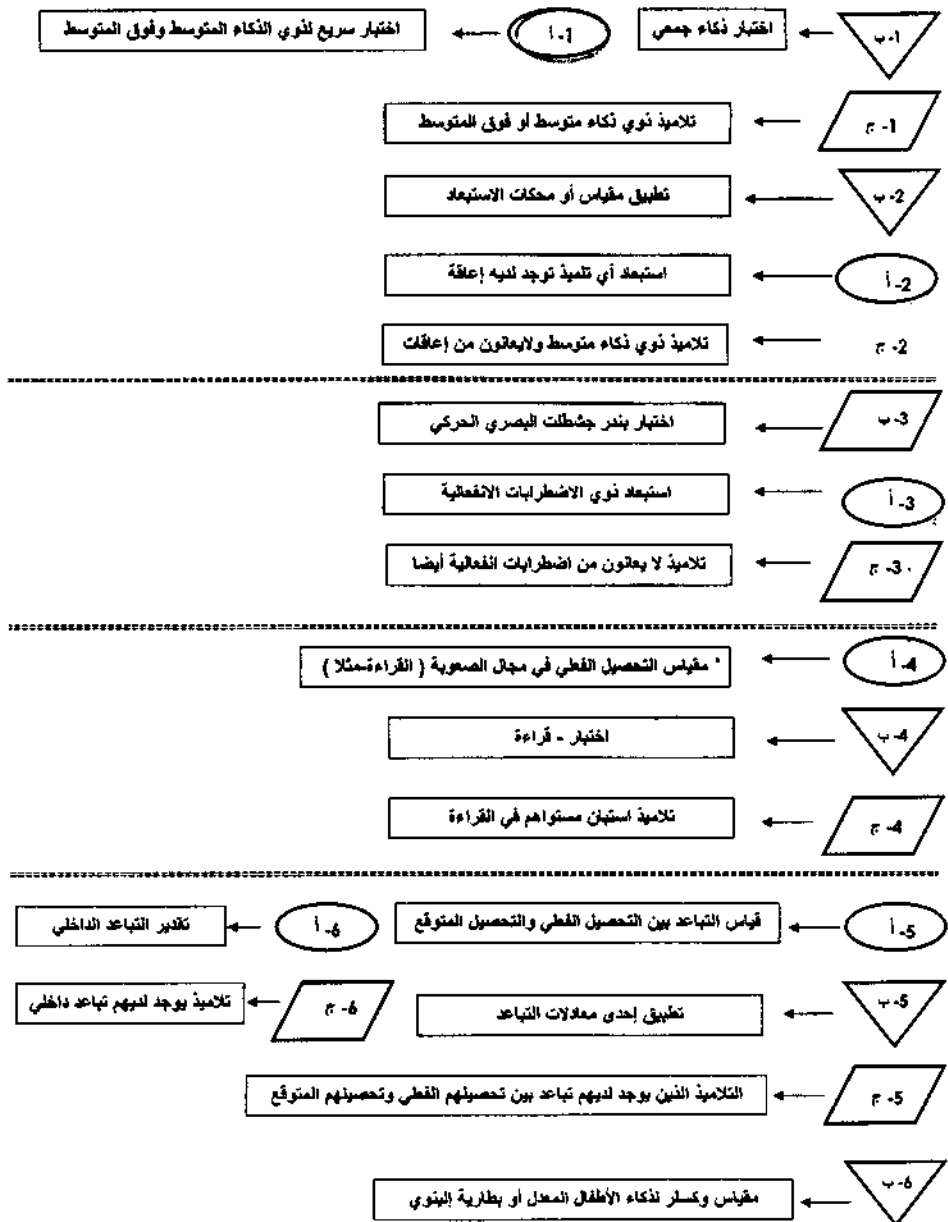 1-ب
اختبار ذكاء جمعي
1-أ
اختبار سريع لذوي الذكاء المتوسط وفوق المتوسط
1- ج
تلاميذ ذوي ذكاء متوسط أو فوق المتوسط
2-ب
تطبيق مقياس أو محكات الاستبعاد
2-أ
استبعاد أي تلميذ توجد لديه إعاقة
2- ج
تلاميذ ذوي ذكاء متوسط ولايعانون من إعاقات
3- ب
اختبار بندر جشطلت البصري الحركي
3-أ
استبعاد ذوي الاضطرابات الانفعالية
3- ج
تلاميذ لا يعانون من اضطرابات انفعالية أيضا
4-أ
* مقياس التحصيل الفعلي في مجال الصعوبة ( القراءة-مثلا )
4-ب
اختبار - قراءة
4- ج
تلاميذ استبان مستواهم في القراءة
5-أ
قياس التباعد بين التحصيل الفعلي والتحصيل المتوقع
6-أ
تقدير التباعد الداخلي
5-ب
تطبيق إحدى معادلات التباعد
6- ج
تلاميذ يوجد لديهم تباعد داخلي
5- ج
التلاميذ الذين يوجد لديهم تباعد بين تحصيلهم الفعلي وتحصيلهم المتوقع
6-ب
مقياس وكسلر لذكاء الأطفال المعدل أو بطارية إلينوي